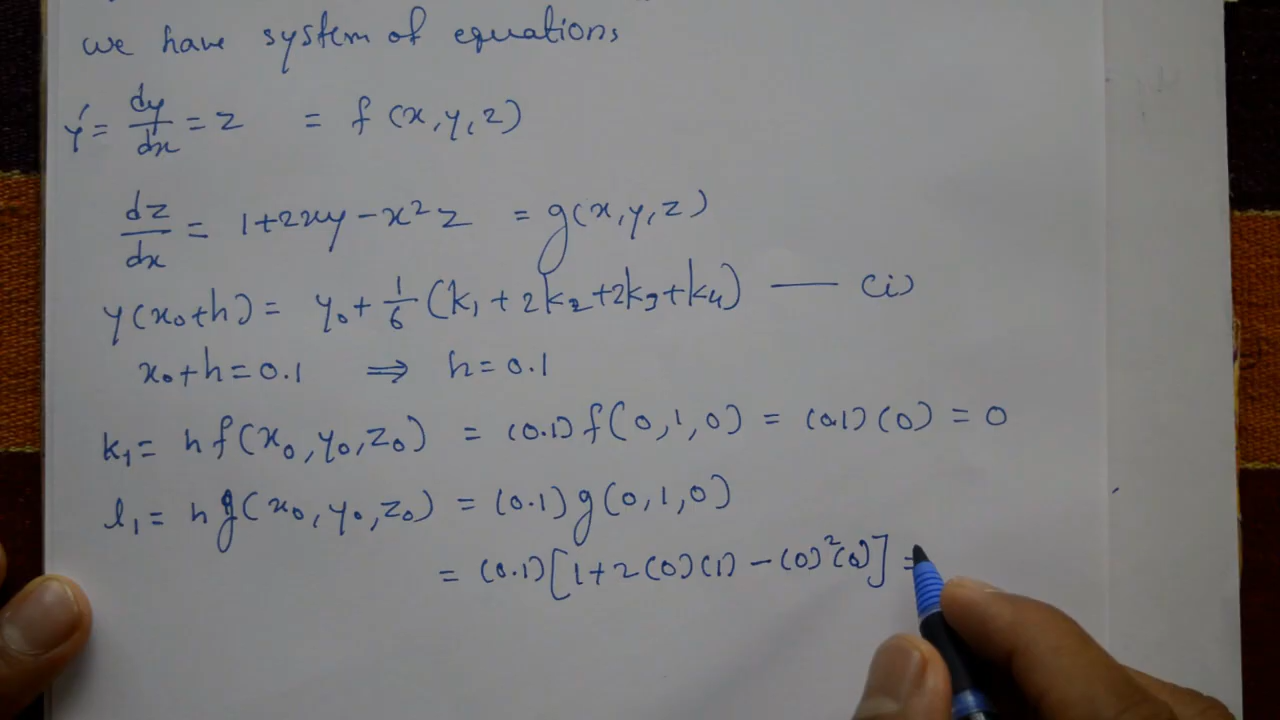 we have system of equations
y' = dy/dx = z = f(x,y,z)
dz/dx = 1+2xy-x²z = g(x,y,z)
y(x₀+h) = y₀ + 1/6 (k₁ + 2k₂+2k₃+k₄) — (i)
x₀+h=0.1 ⇒ h=0.1
k₁ = hf(x₀,y₀,z₀) = (0.1)f(0,1,0) = (0.1)(0) = 0
l₁ = hg(x₀,y₀,z₀) = (0.1)g(0,1,0)
= (0.1)[1+2(0)(1) - (0)²(0)] =